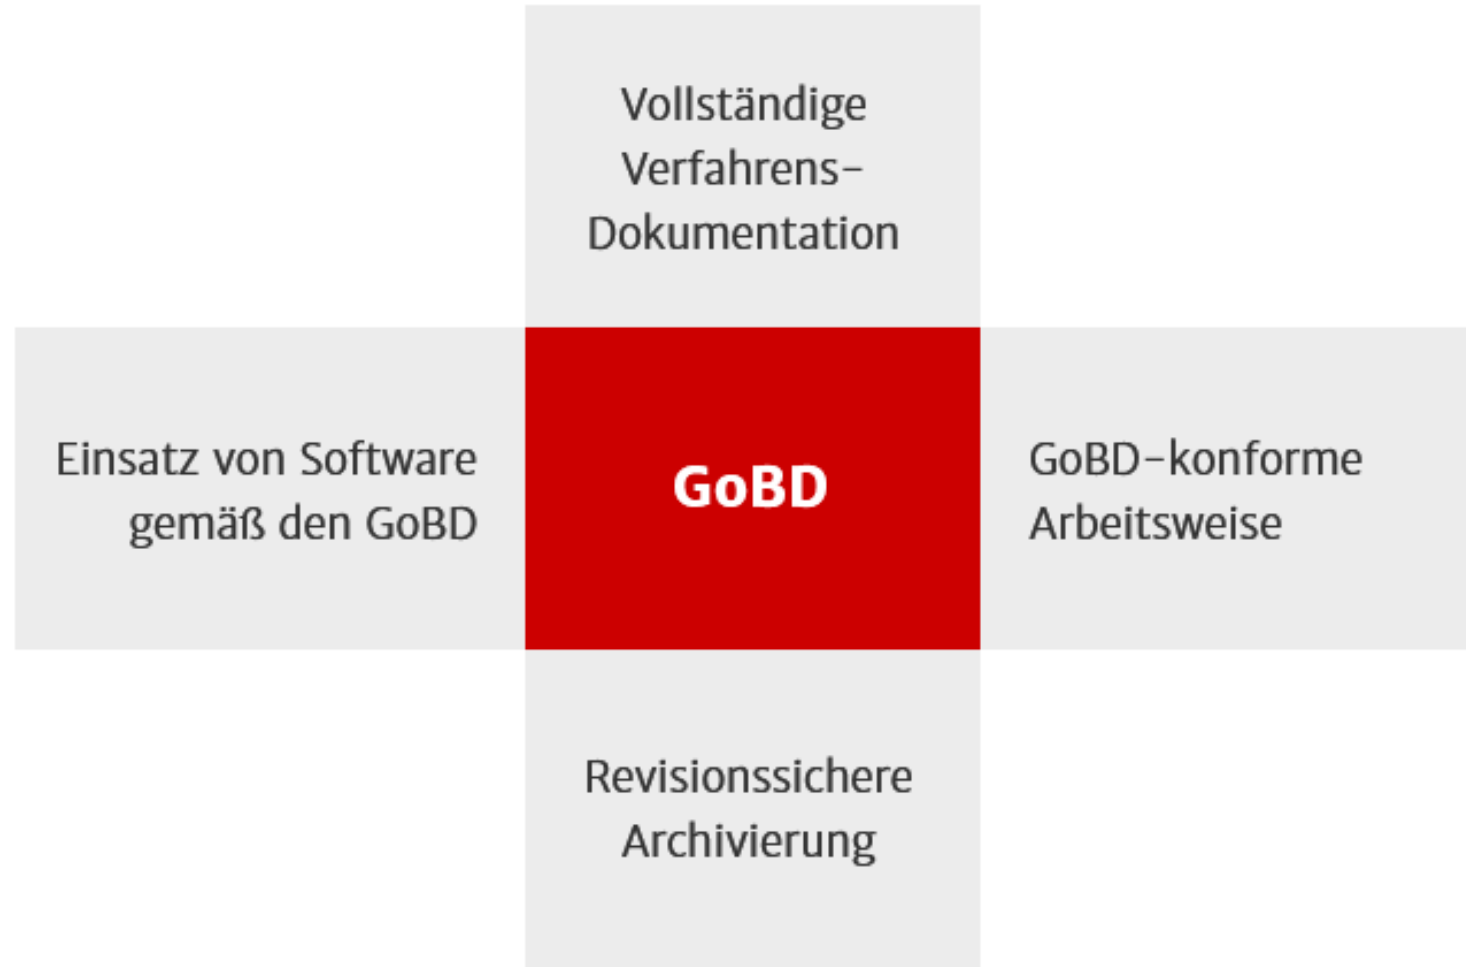 Vollständige
Verfahrens-
Dokumentation
Einsatz von Software
gemäß den GoBD
GoBD
GoBD-konforme
Arbeitsweise
Revisionssichere
Archivierung